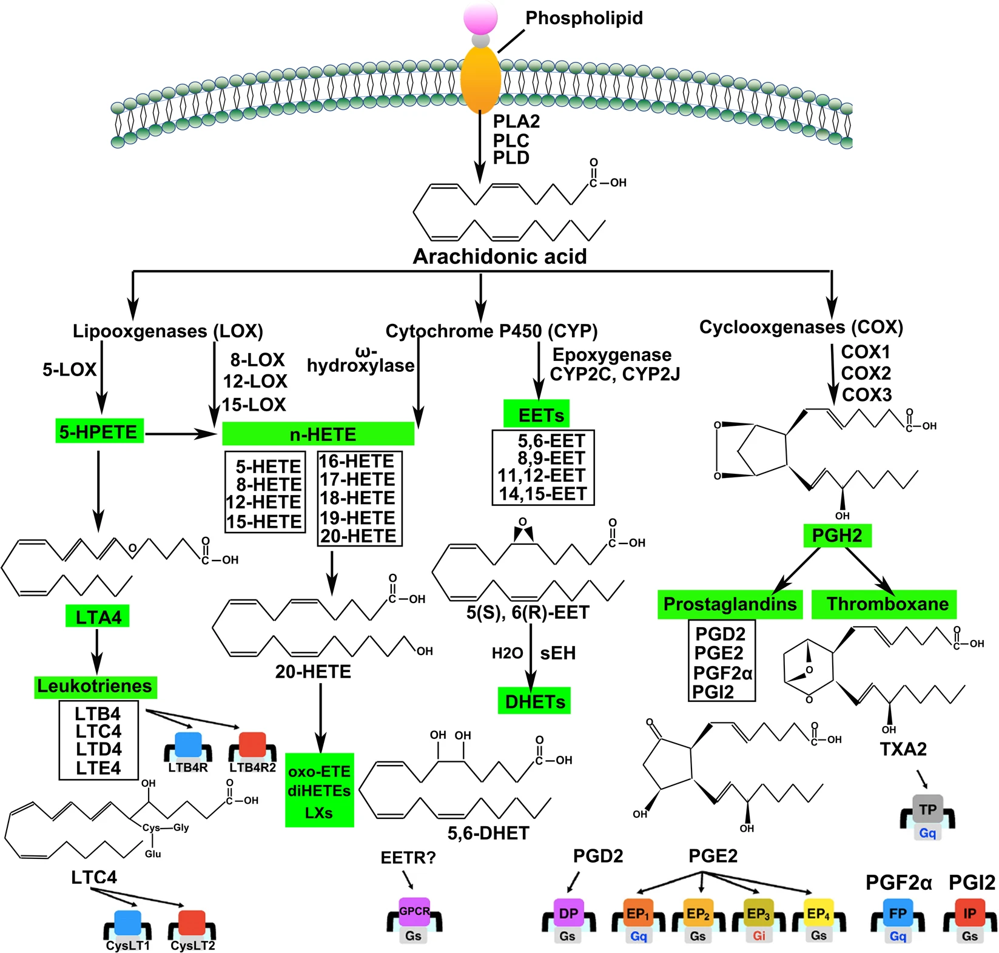 Phospholipid
PLA2
PLC
PLD
O
C OH
Arachidonic acid
Lipooxgenases (LOX)
Cytochrome P450 (CYP)
Cyclooxgenases (COX)
5-LOX
8-LOX
12-LOX
15-LOX
ω-
hydroxylase
Epoxygenase
CYP2C, CYP2J
COX1
COX2
COX3
5-HPETE
n-HETE
EETs
5-HETE
8-HETE
12-HETE
15-HETE
16-HETE
17-HETE
18-HETE
19-HETE
20-HETE
5,6-EET
8,9-EET
11,12-EET
14,15-EET
O
O
O
C OH
OH
PGH2
O
O
C OH
LTA4
O
C OH
OH
20-HETE
O
O
C OH
5(S), 6(R)-EET
H2O
sEH
DHETs
Prostaglandins
Thromboxane
PGD2
PGE2
PGF2α
PGI2
O
O
O
C OH
OH
TXA2
Leukotrienes
LTB4
LTC4
LTD4
LTE4
LTB4R
LTB4R2
oxo-ETE
diHETEs
LXs
OH OH
O
C OH
5,6-DHET
O
O
C OH
OH
OH
TP
Gq
OH
O
C OH
Cys Gly
Glu
LTC4
CysLT1
CysLT2
EETR?
GPCR
Gs
PGD2
DP
Gs
PGE2
EP1
Gq
EP2
Gs
EP3
Gi
EP4
Gs
PGF2α
FP
Gq
PGI2
IP
Gs